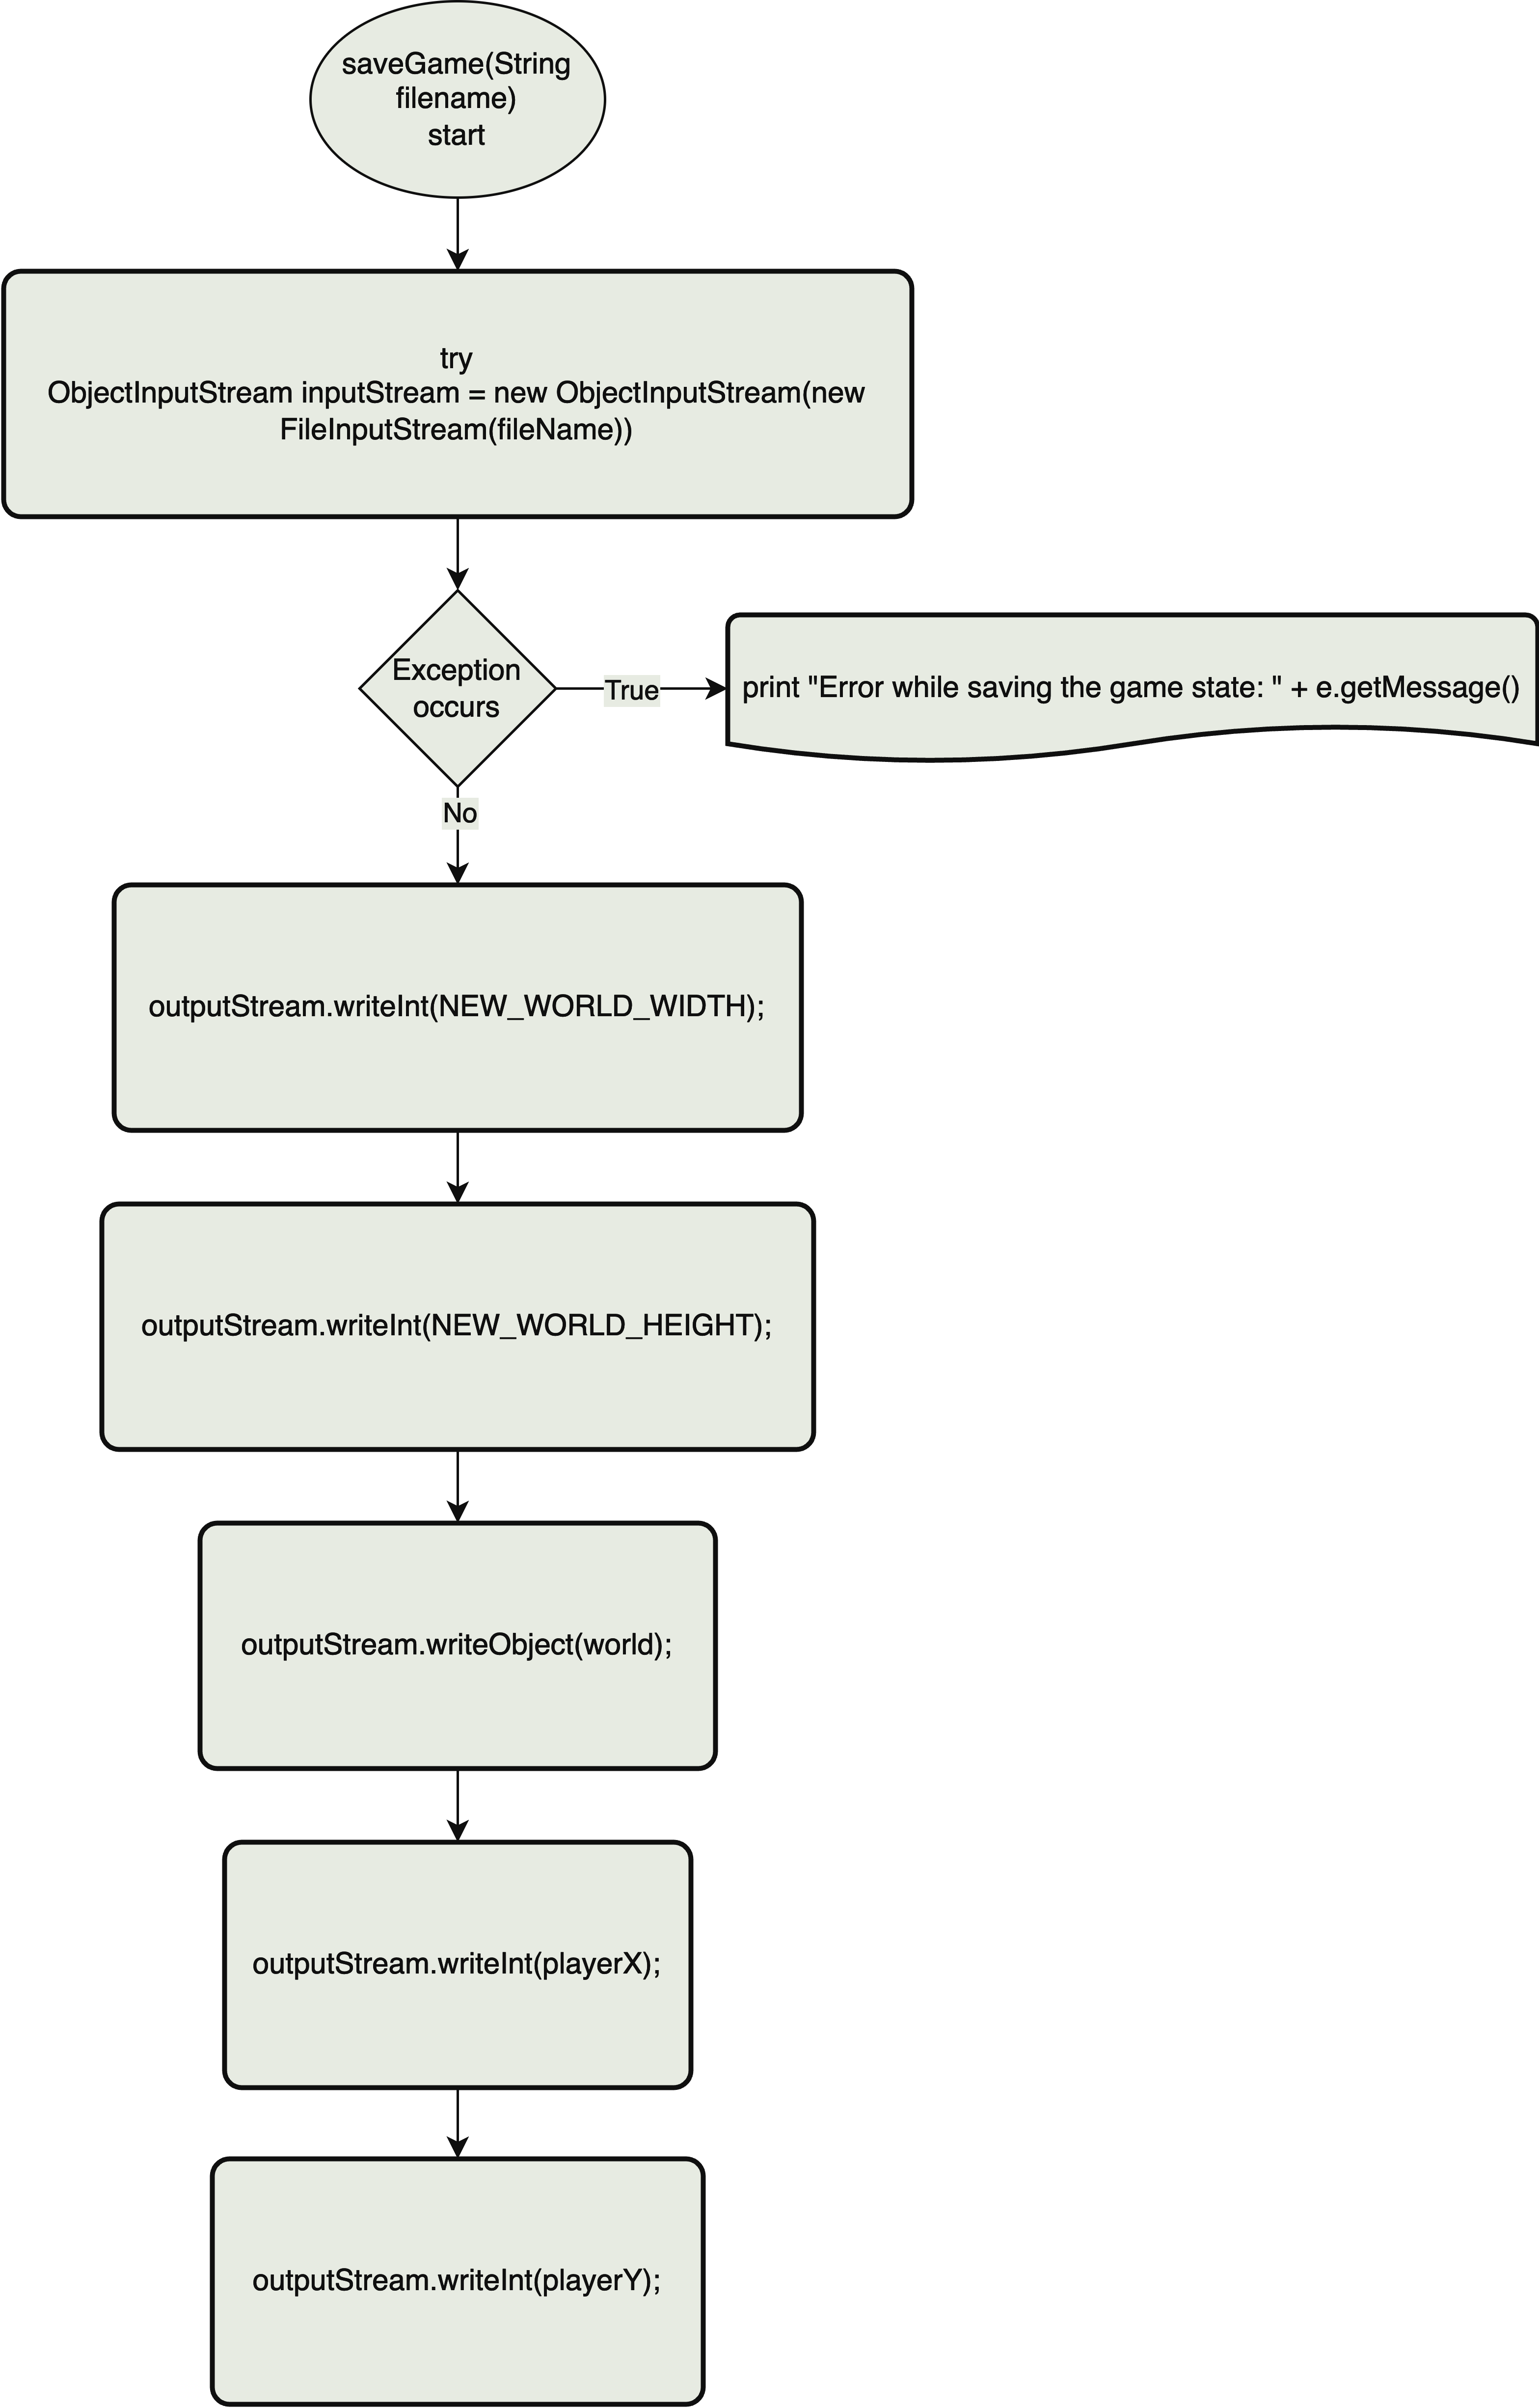 saveGame(String
filename)
start
try
ObjectInputStream inputStream = new ObjectInputStream(new
FileInputStream(fileName))
Exception
occurs
True
print "Error while saving the game state: " + e.getMessage()
No
outputStream.writeInt(NEW_WORLD_WIDTH);
outputStream.writeInt(NEW_WORLD_HEIGHT);
outputStream.writeObject(world);
outputStream.writeInt(playerX);
outputStream.writeInt(playerY);